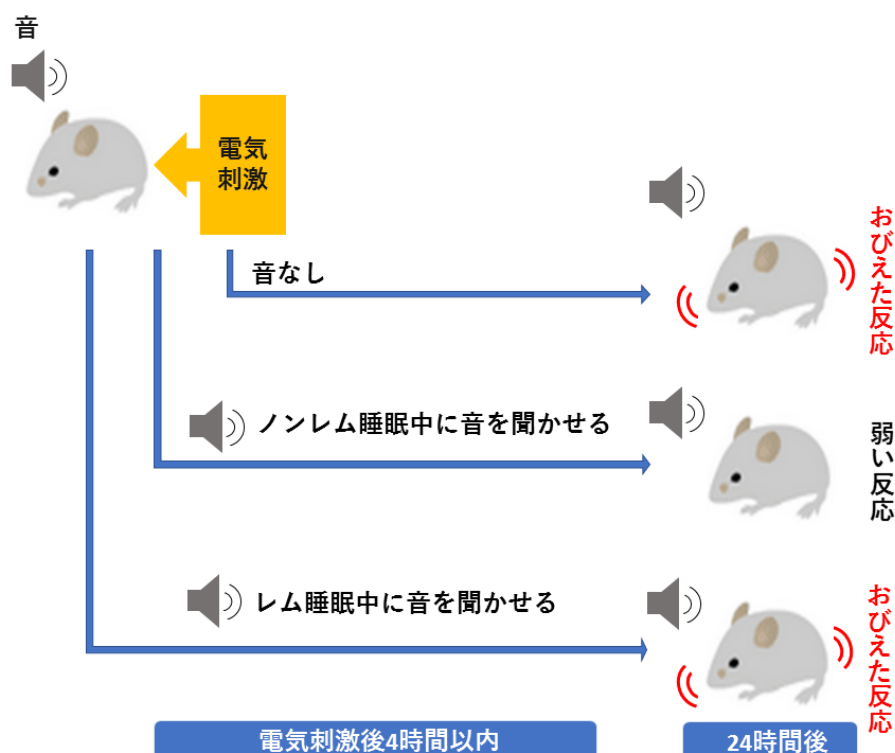 音
電気
刺激
音なし
おびえた反応
ノンレム睡眠中に音を聞かせる
弱い反応
レム睡眠中に音を聞かせる
おびえた反応
電気刺激後4時間以内
24時間後